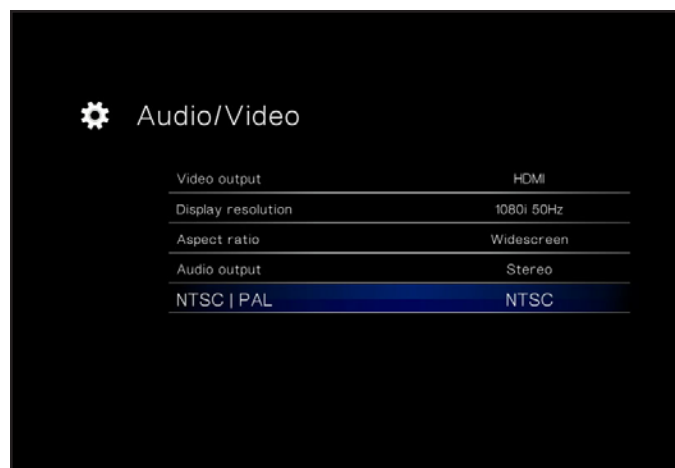 Audio/Video
Video output HDMI
Display resolution 1080i 50Hz
Aspect ratio Widescreen
Audio output Stereo
NTSC | PAL NTSC